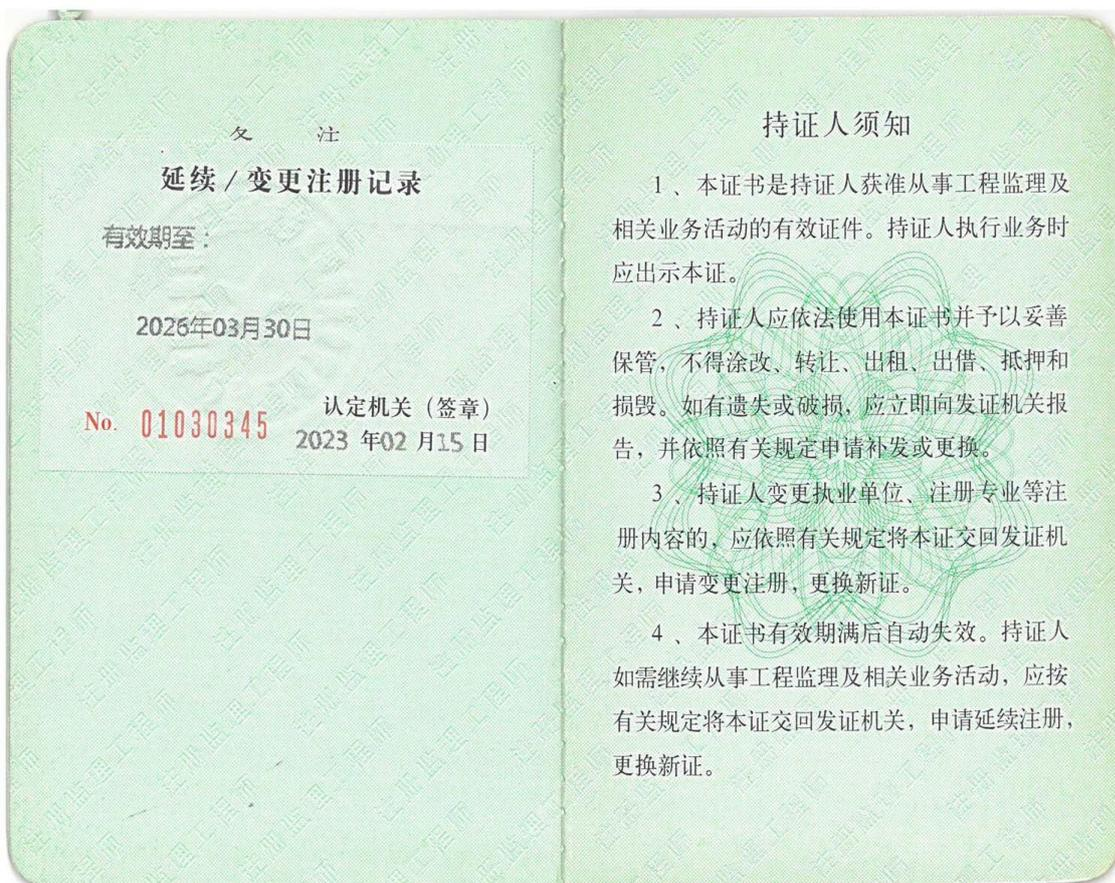 备 注
延续/变更注册记录
有效期至：
2026年03月30日
认定机关（签章）
No. 01030345
2023 年02 月15 日
持证人须知
1、本证书是持证人获准从事工程监理及
相关业务活动的有效证件。持证人执行业务时
应出示本证。
2、持证人应依法使用本证书并予以妥善
保管，不得涂改、转让、出租、出借、抵押和
损毁。如有遗失或破损，应立即向发证机关报
告，并依照有关规定申请补发或更换。
3、持证人变更执业单位、注册专业等注
册内容的，应依照有关规定将本证交回发证机
关，申请变更注册，更换新证。
4、本证书有效期满后自动失效。持证人
如需继续从事工程监理及相关业务活动，应按
有关规定将本证交回发证机关，申请延续注册，
更换新证。